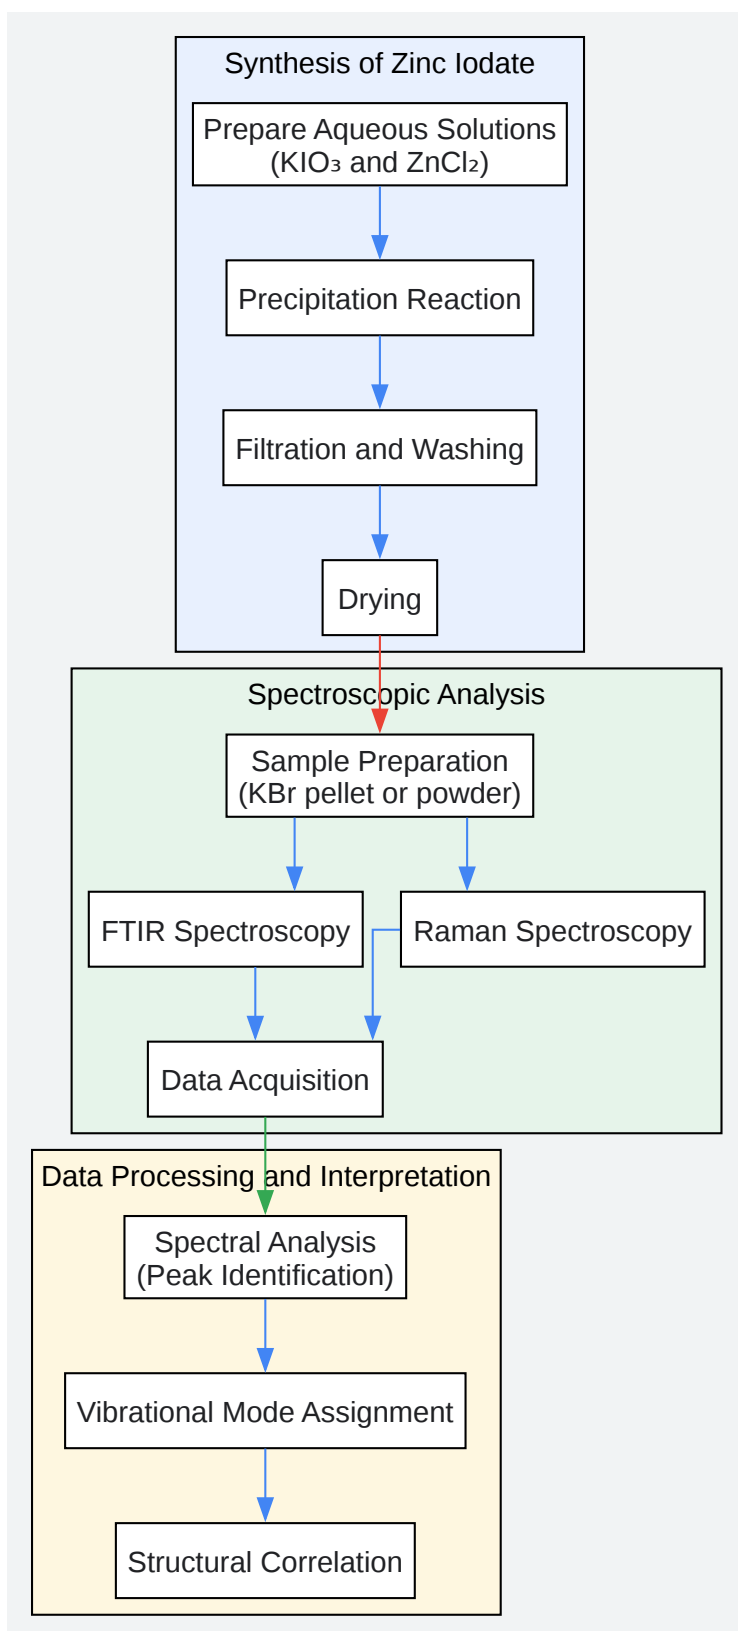 Synthesis of Zinc Iodate
Prepare Aqueous Solutions
(KIO₃ and ZnCl₂)
Precipitation Reaction
Filtration and Washing
Drying
Spectroscopic Analysis
Sample Preparation
(KBr pellet or powder)
FTIR Spectroscopy
Raman Spectroscopy
Data Acquisition
Data Processing and Interpretation
Spectral Analysis
(Peak Identification)
Vibrational Mode Assignment
Structural Correlation